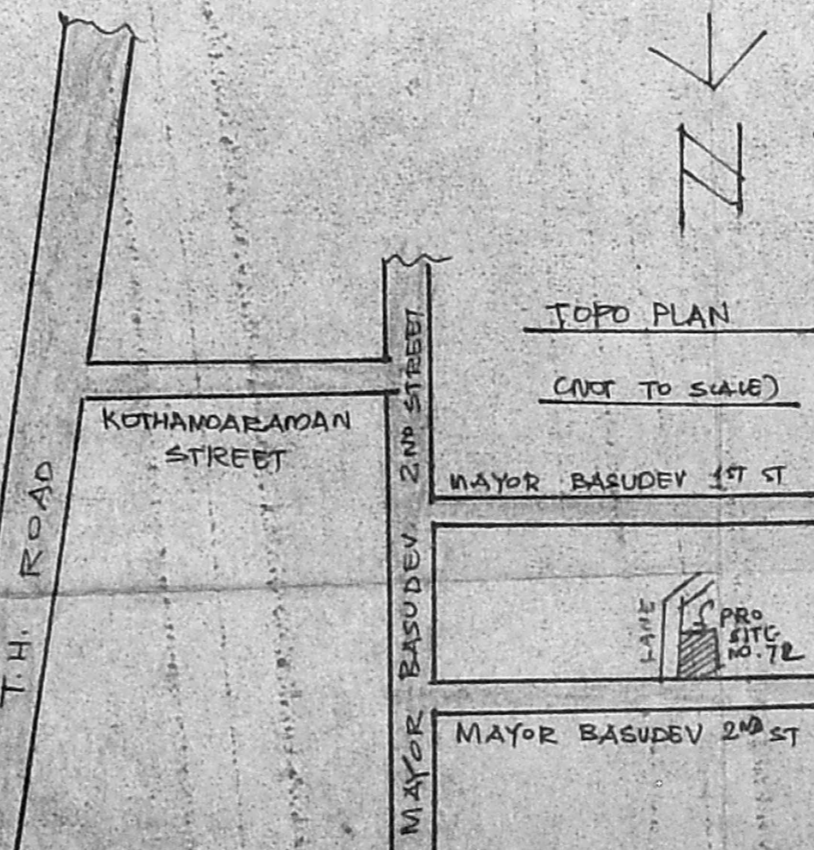 N
TOPO PLAN
(NOT TO SCALE)
KOTHANDARAMAN
STREET
MAYOR BASUDEV 1ST ST
T.H. ROAD
MAYOR BASUDEV 2ND STREET
LANE
PRO
SITE
NO. 72
MAYOR BASUDEV 2ND ST